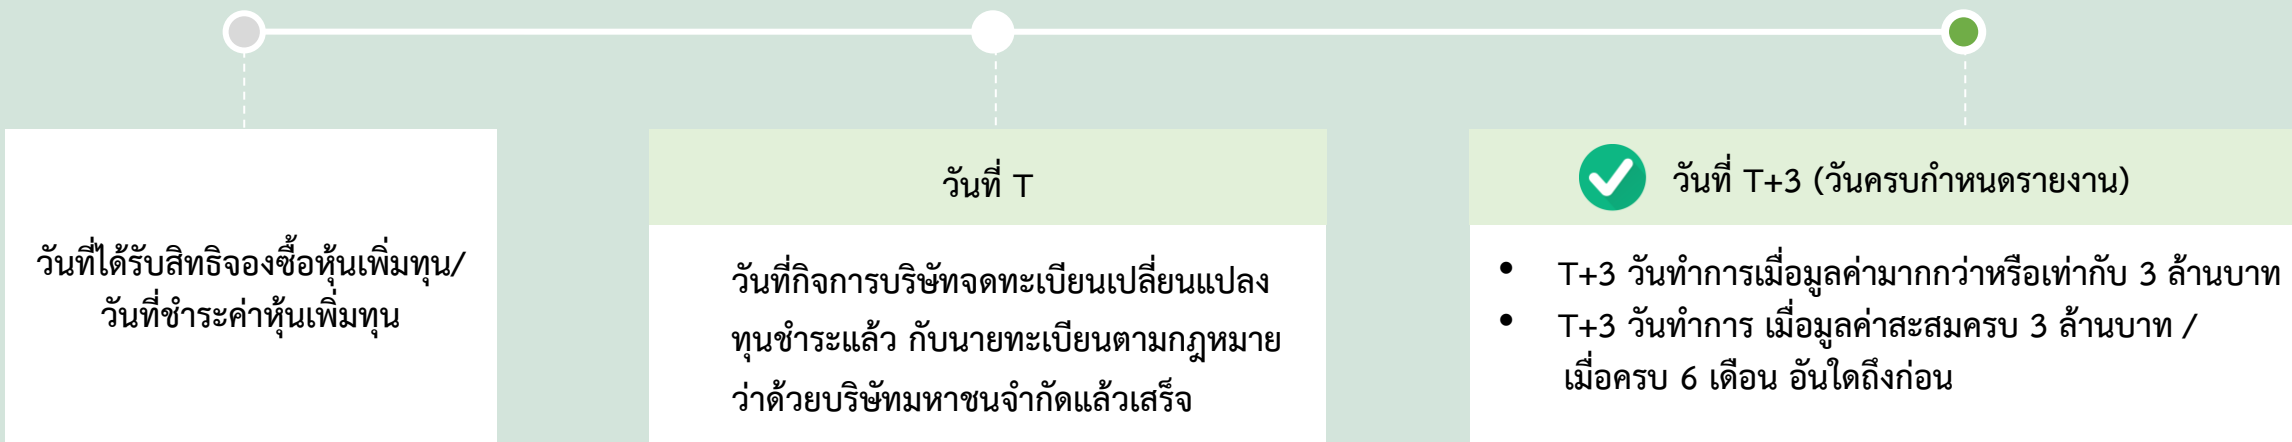 วันที่ได้รับสิทธิจองซื้อหุ้นเพิ่มทุน/
วันที่ชำระค่าหุ้นเพิ่มทุน
วันที่ T
วันที่กิจการบริษัทจดทะเบียนเปลี่ยนแปลง
ทุนชำระแล้ว กับนายทะเบียนตามกฎหมาย
ว่าด้วยบริษัทมหาชนจำกัดแล้วเสร็จ
วันที่ T+3 (วันครบกำหนดรายงาน)
• T+3 วันทำการเมื่อมูลค่ามากกว่าหรือเท่ากับ 3 ล้านบาท
• T+3 วันทำการ เมื่อมูลค่าสะสมครบ 3 ล้านบาท /
เมื่อครบ 6 เดือน อันใดถึงก่อน